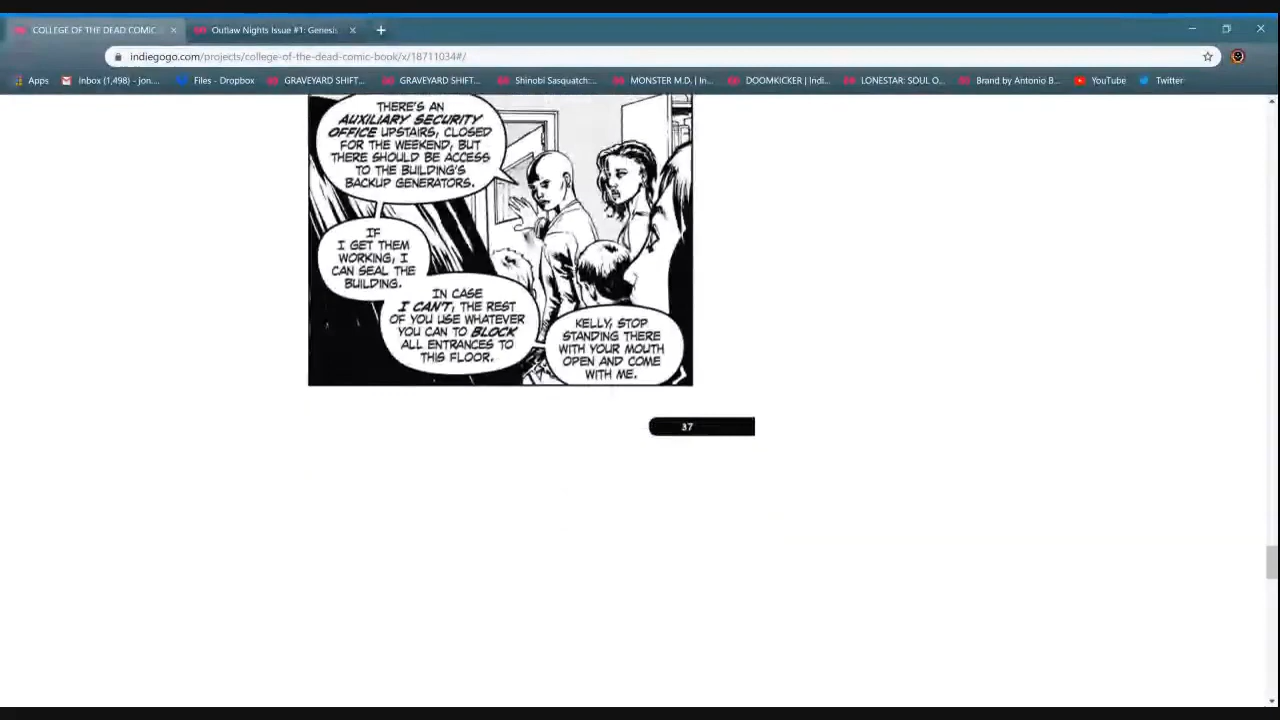 COLLEGE OF THE DEAD COMIC
Outlaw Nights Issue #1: Genesis
indiegogo.com/projects/college-of-the-dead-comic-book/x/18711034#/
Apps
Inbox (1,498) - jon....
Files - Dropbox
GRAVEYARD SHIFT...
GRAVEYARD SHIFT...
Shinobi Sasquatch:...
MONSTER M.D. | In...
DOOMKICKER | Indi...
LONESTAR: SOUL O...
Brand by Antonio B...
YouTube
Twitter
THERE'S AN
AUXILIARY SECURITY
OFFICE UPSTAIRS, CLOSED
FOR THE WEEKEND, BUT
THERE SHOULD BE ACCESS
TO THE BUILDING'S
BACKUP GENERATORS.
IF
I GET THEM
WORKING, I
CAN SEAL THE
BUILDING.
IN CASE
I CAN'T, THE REST
OF YOU USE WHATEVER
YOU CAN TO BLOCK
ALL ENTRANCES TO
THIS FLOOR.
KELLY, STOP
STANDING THERE
WITH YOUR MOUTH
OPEN AND COME
WITH ME.
37